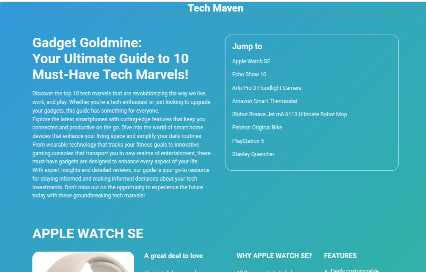 Tech Maven
Gadget Goldmine:
Your Ultimate Guide to 10
Must-Have Tech Marvels!
Discover the top 10 tech marvels that are revolutionizing the way we live,
work, and play. Whether you're a tech enthusiast or just looking to upgrade
your gadgets, this guide has something for everyone.
Explore the latest smartphones with cutting-edge features that keep you
connected and productive on the go. Dive into the world of smart home
devices that enhance your living space and simplify your daily routines.
From wearable technology that tracks your fitness goals to innovative
gaming consoles that transport you to new realms of entertainment, these
must-have gadgets are designed to enhance every aspect of your life.
With expert insights and detailed reviews, our guide is your go-to resource
for staying informed and making informed decisions about your tech
investments. Don't miss out on the opportunity to experience the future
today with these groundbreaking tech marvels!
Jump to
Apple Watch SE
Echo Show 10
Arlo Pro 3 Floodlight Camera
Amazon Smart Thermostat
iRobot Braava Jet m6 6113 Ultimate Robot Mop
Peloton Original Bike
PlayStation 5
Stanley Quencher
APPLE WATCH SE
A great deal to love
WHY APPLE WATCH SE?
FEATURES
Easily customizable